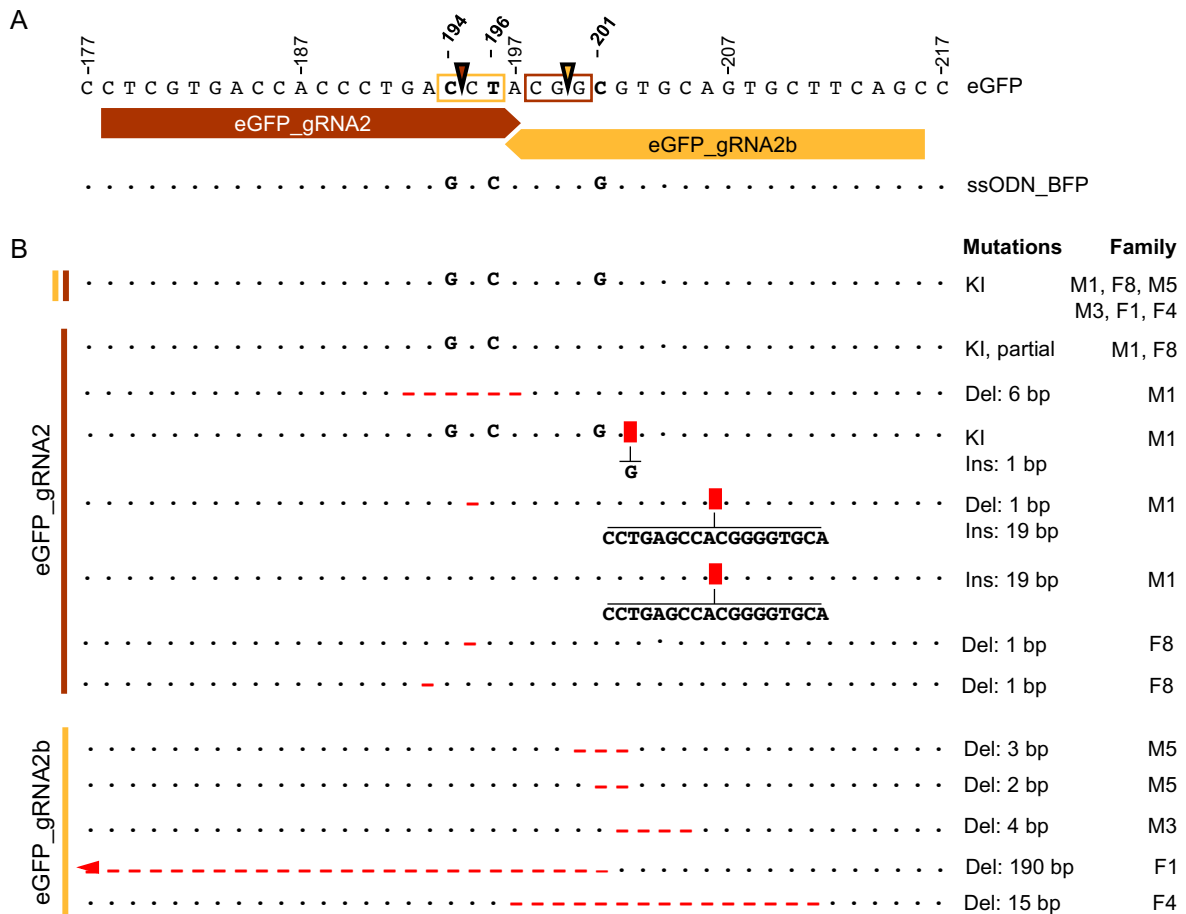 A
-177 -187 -194 -196 -197 -201 -207 -217
C C T C G T G A C C A C C C T G A C C T A C G G C G T G C A G T G C T T C A G C C eGFP
eGFP_gRNA2
eGFP_gRNA2b
G C G ssODN_BFP
B
Mutations Family
G C G KI M1, F8, M5
M3, F1, F4
eGFP_gRNA2
G C KI, partial M1, F8
Del: 6 bp M1
G C G KI M1
G Ins: 1 bp
Del: 1 bp M1
CCTGAGCCACGGGGTGCA Ins: 19 bp
Ins: 19 bp M1
CCTGAGCCACGGGGTGCA
Del: 1 bp F8
Del: 1 bp F8
eGFP_gRNA2b
Del: 3 bp M5
Del: 2 bp M5
Del: 4 bp M3
Del: 190 bp F1
Del: 15 bp F4